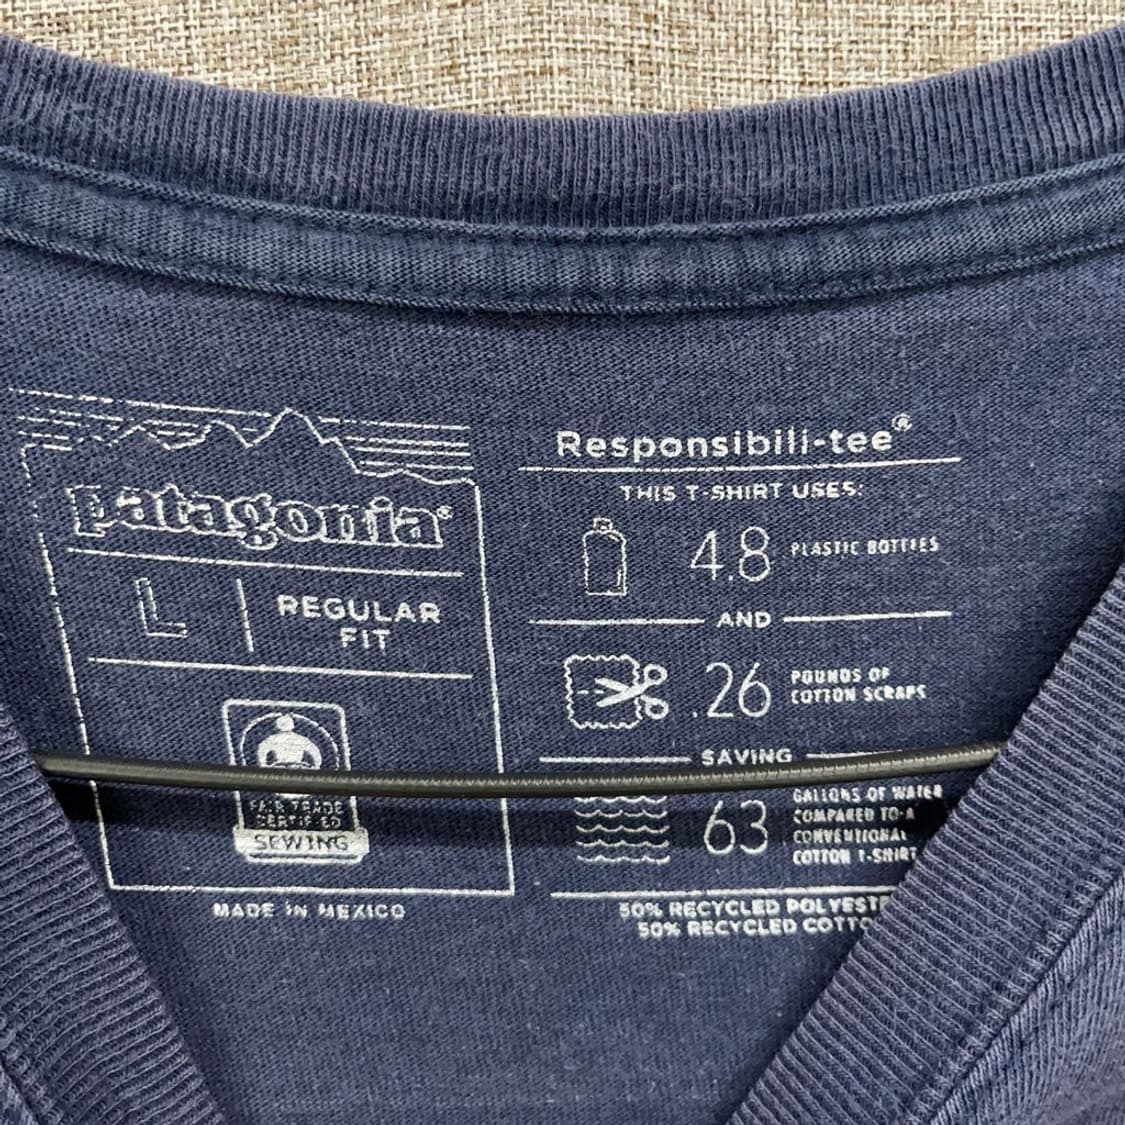 patagonia®
L
REGULAR
FIT
FAIR TRADE
CERTIFIED
SEWING
MADE IN MEXICO
Responsibili-tee®
THIS T-SHIRT USES:
4.8 PLASTIC BOTTLES
AND
.26 POUNDS OF
COTTON SCRAPS
SAVING
63 GALLONS OF WATER
COMPARED TO A
CONVENTIONAL
COTTON T-SHIRT
50% RECYCLED POLYESTE
50% RECYCLED COTTO